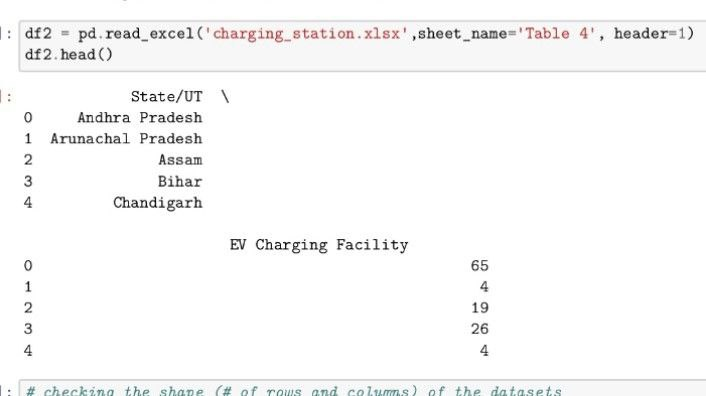 ]: df2 = pd.read_excel('charging_station.xlsx',sheet_name='Table 4', header=1)
df2.head()
]: State/UT \
0 Andhra Pradesh
1 Arunachal Pradesh
2 Assam
3 Bihar
4 Chandigarh
EV Charging Facility
0 65
1 4
2 19
3 26
4 4
]: # checking the shape (# of rows and columns) of the datasets